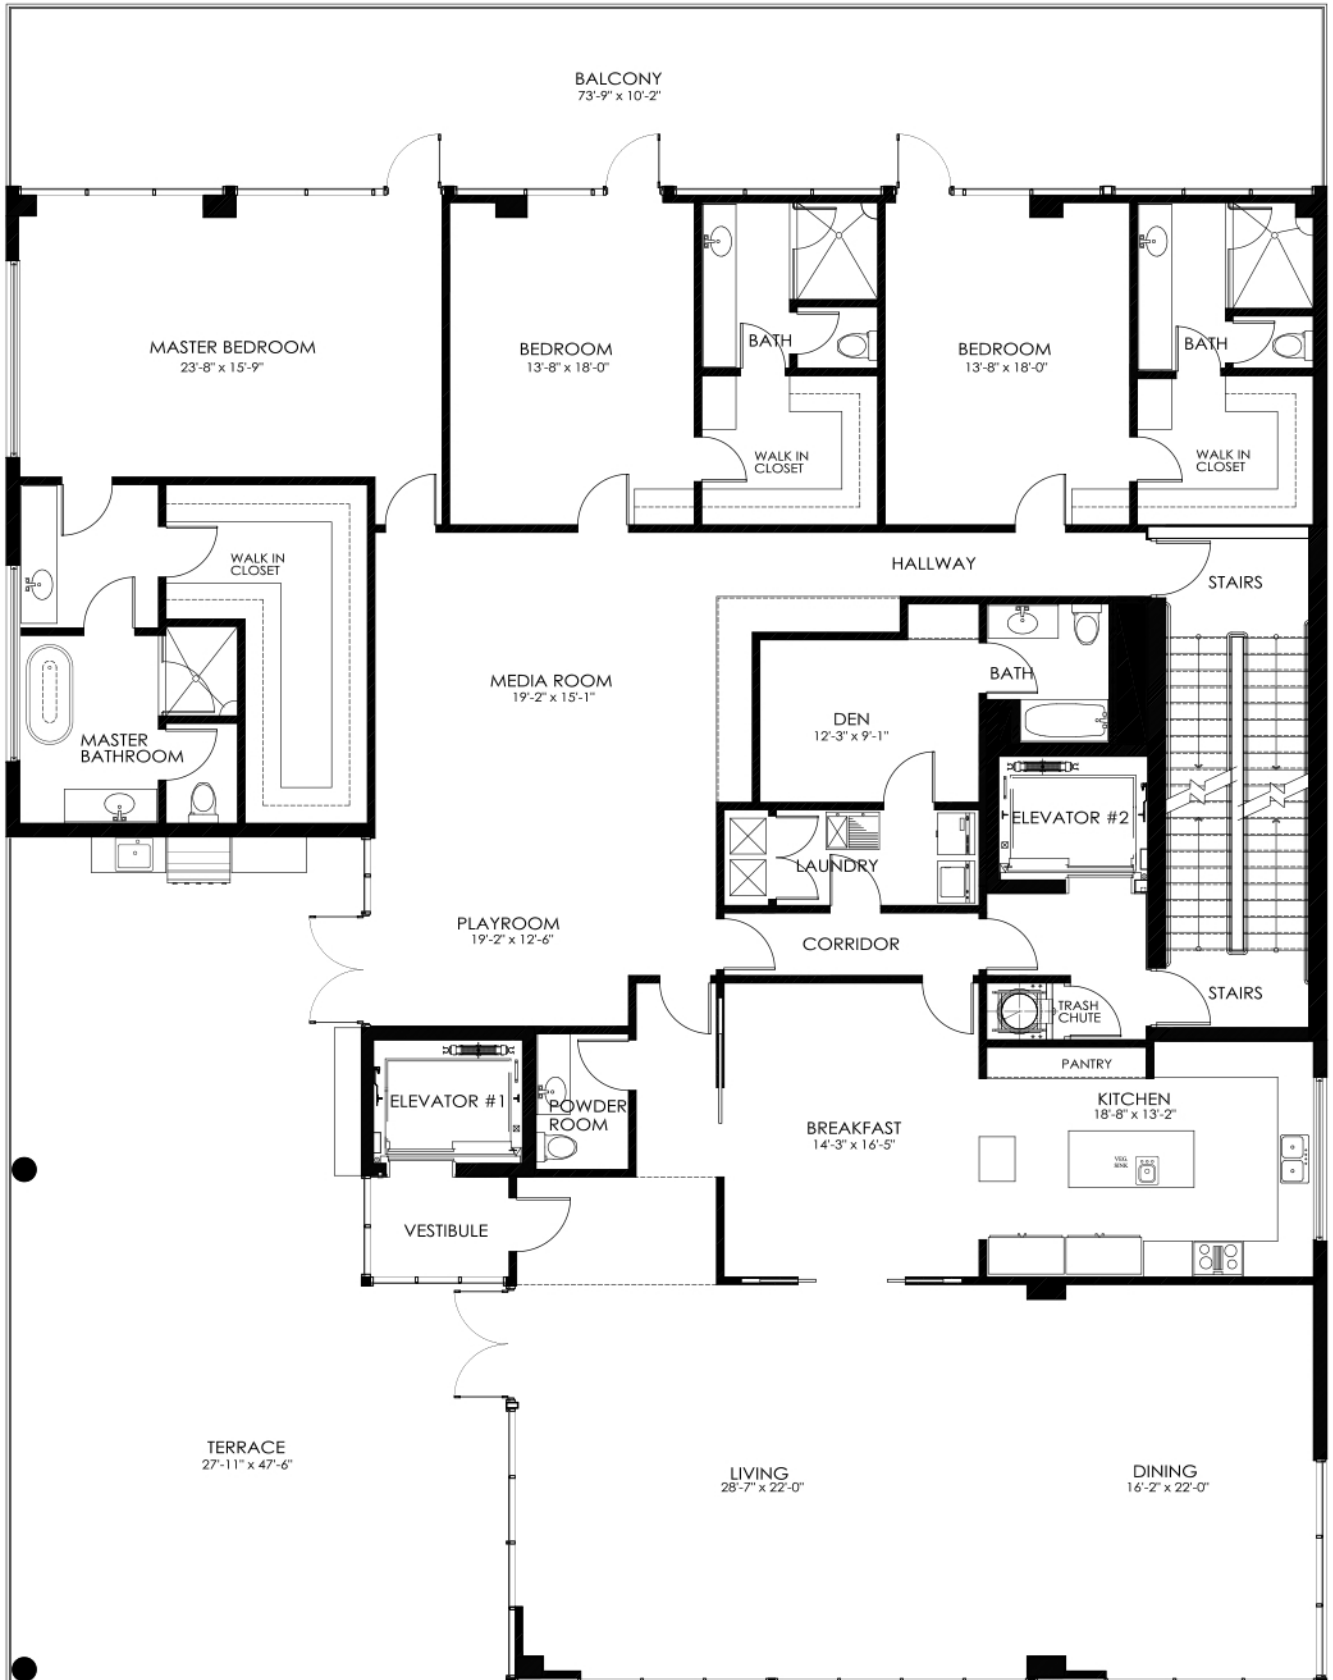 BALCONY
73'-9" x 10'-2"
MASTER BEDROOM
23'-8" x 15'-9"
BEDROOM
13'-8" x 18'-0"
BATH
BEDROOM
13'-8" x 18'-0"
BATH
WALK IN
CLOSET
WALK IN
CLOSET
WALK IN
CLOSET
HALLWAY
STAIRS
MEDIA ROOM
19'-2" x 15'-1"
BATH
DEN
12'-3" x 9'-1"
MASTER
BATHROOM
ELEVATOR #2
LAUNDRY
PLAYROOM
19'-2" x 12'-6"
CORRIDOR
STAIRS
TRASH
CHUTE
PANTRY
ELEVATOR #1
POWDER
ROOM
BREAKFAST
14'-3" x 16'-5"
KITCHEN
18'-8" x 13'-2"
VEG.
SINK
VESTIBULE
TERRACE
27'-11" x 47'-6"
LIVING
28'-7" x 22'-0"
DINING
16'-2" x 22'-0"